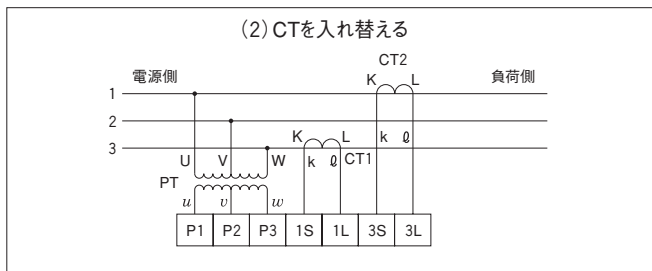 (2)CTを入れ替える
CT2
電源側 K L 負荷側
1
2
K L k ℓ
3
U V W k ℓ CT1
PT
u v w
P1 P2 P3 1S 1L 3S 3L